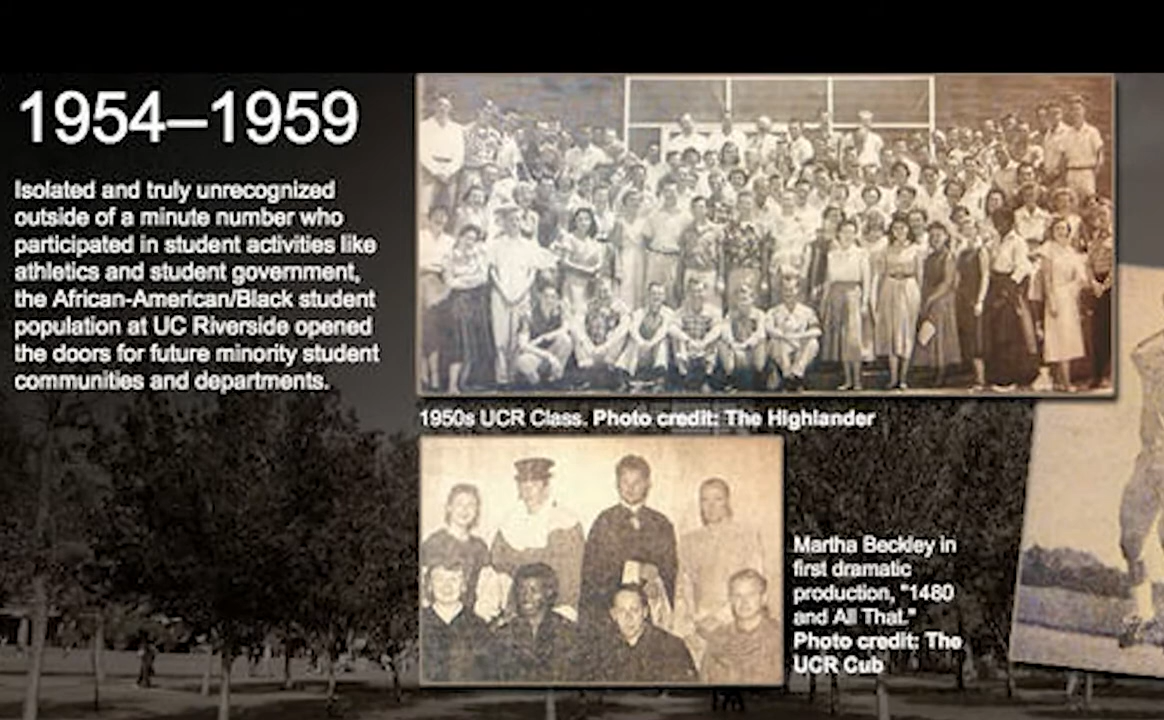 1954–1959
Isolated and truly unrecognized
outside of a minute number who
participated in student activities like
athletics and student government,
the African-American/Black student
population at UC Riverside opened
the doors for future minority student
communities and departments.
1950s UCR Class. Photo credit: The Highlander
Martha Beckley in
first dramatic
production, "1480
and All That."
Photo credit: The
UCR Cub